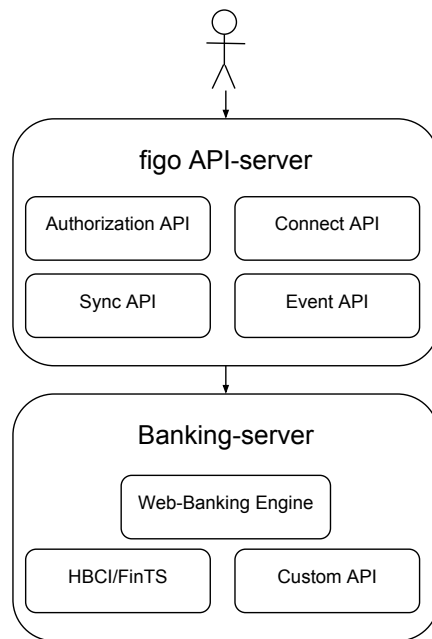 figo API-server
Authorization API
Connect API
Sync API
Event API
Banking-server
Web-Banking Engine
HBCI/FinTS
Custom API